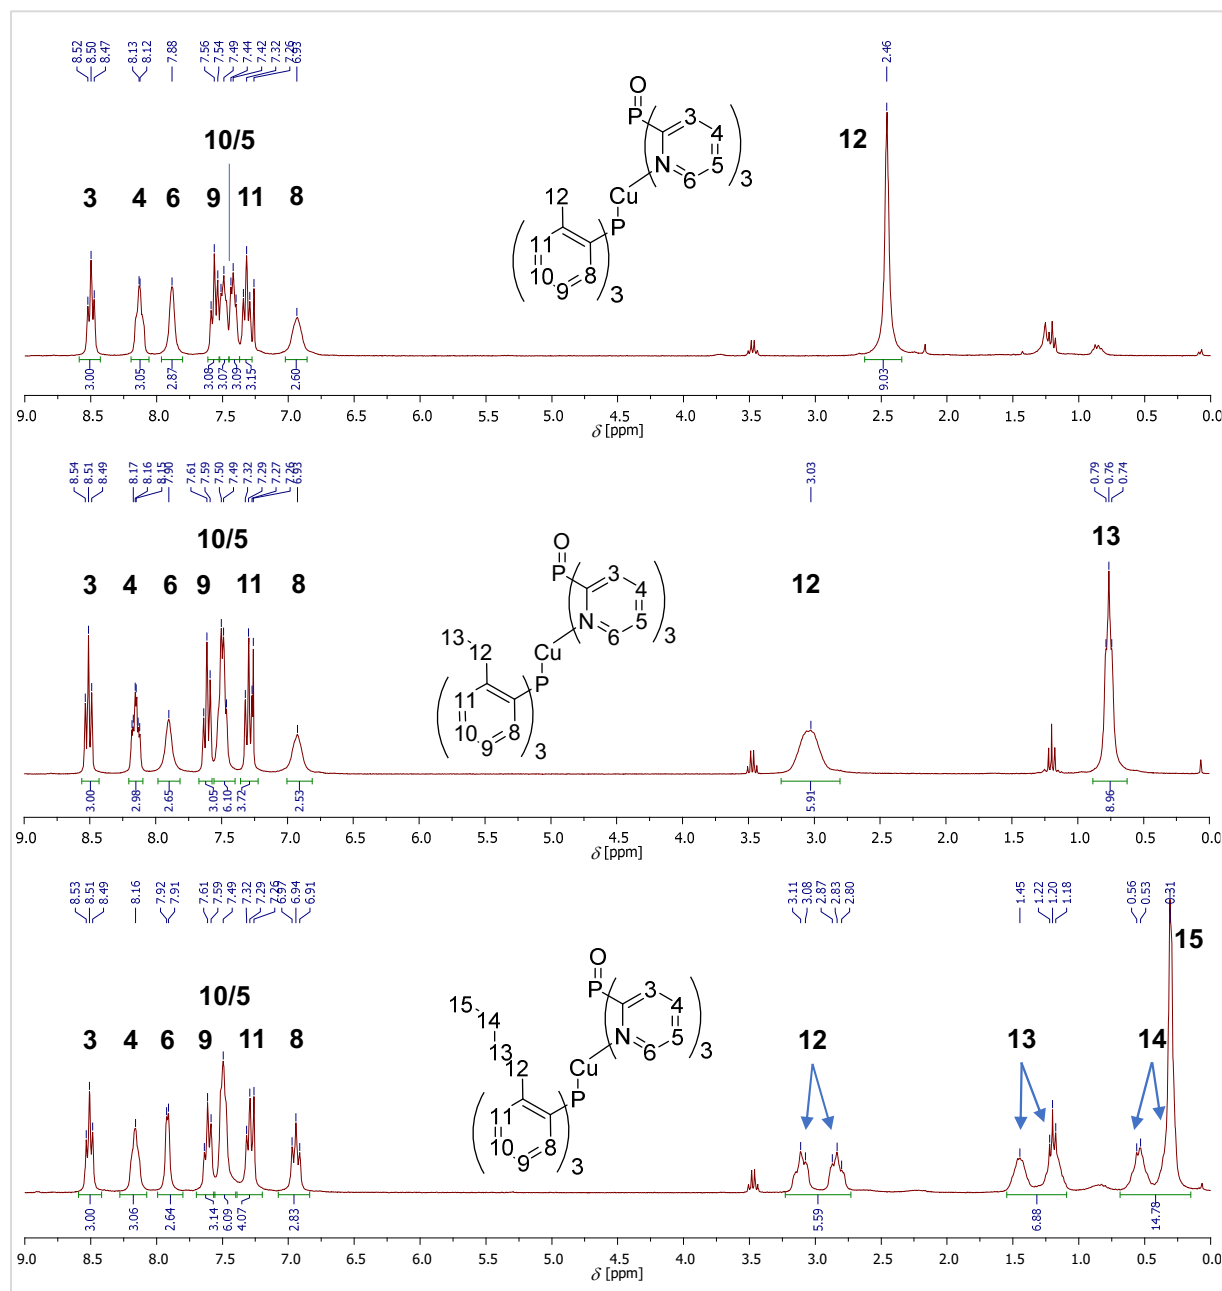 8.52 8.50 8.47 8.13 8.12 7.88 7.56 7.54 7.49 7.44 7.42 7.32 7.26 6.93 2.46
O
P 3
10/5 4
12
N 5
3 4 6 9 11 8 6 3
Cu
12
P
11
10 8
9 3
3.00 3.05 2.87 3.08 3.07 3.09 3.15 2.60 9.03
9.0 8.5 8.0 7.5 7.0 6.5 6.0 5.5 5.0 4.5 4.0 3.5 3.0 2.5 2.0 1.5 1.0 0.5 0.0
δ [ppm]
8.54 8.51 8.49 8.17 8.16 8.15 7.90 7.61 7.59 7.50 7.49 7.32 7.29 7.27 7.26 6.93 3.03 0.79 0.76 0.74
O
10/5 13
P 3
4
3 4 6 9 11 8 12
N 5
6 3
13 Cu
12
P
11
10
9 8 3
3.00 2.98 2.65 3.05 6.10 3.72 2.53 5.91 8.96
9.0 8.5 8.0 7.5 7.0 6.5 6.0 5.5 5.0 4.5 4.0 3.5 3.0 2.5 2.0 1.5 1.0 0.5 0.0
δ [ppm]
8.53 8.51 8.49 8.16 7.92 7.91 7.61 7.59 7.49 7.32 7.29 7.26 6.97 6.94 6.91 3.11 3.08 2.87 2.83 2.80 1.45 1.22 1.20 1.18 0.56 0.53 0.31
15
O
10/5 P 3
15 4
14
N 5
3 4 6 9 11 8 12 13 14
13 6 3
12 Cu
P
11
10
9 8 3
3.00 3.06 2.64 3.14 6.09 4.07 2.83 5.59 6.88 14.78
9.0 8.5 8.0 7.5 7.0 6.5 6.0 5.5 5.0 4.5 4.0 3.5 3.0 2.5 2.0 1.5 1.0 0.5 0.0
δ [ppm]